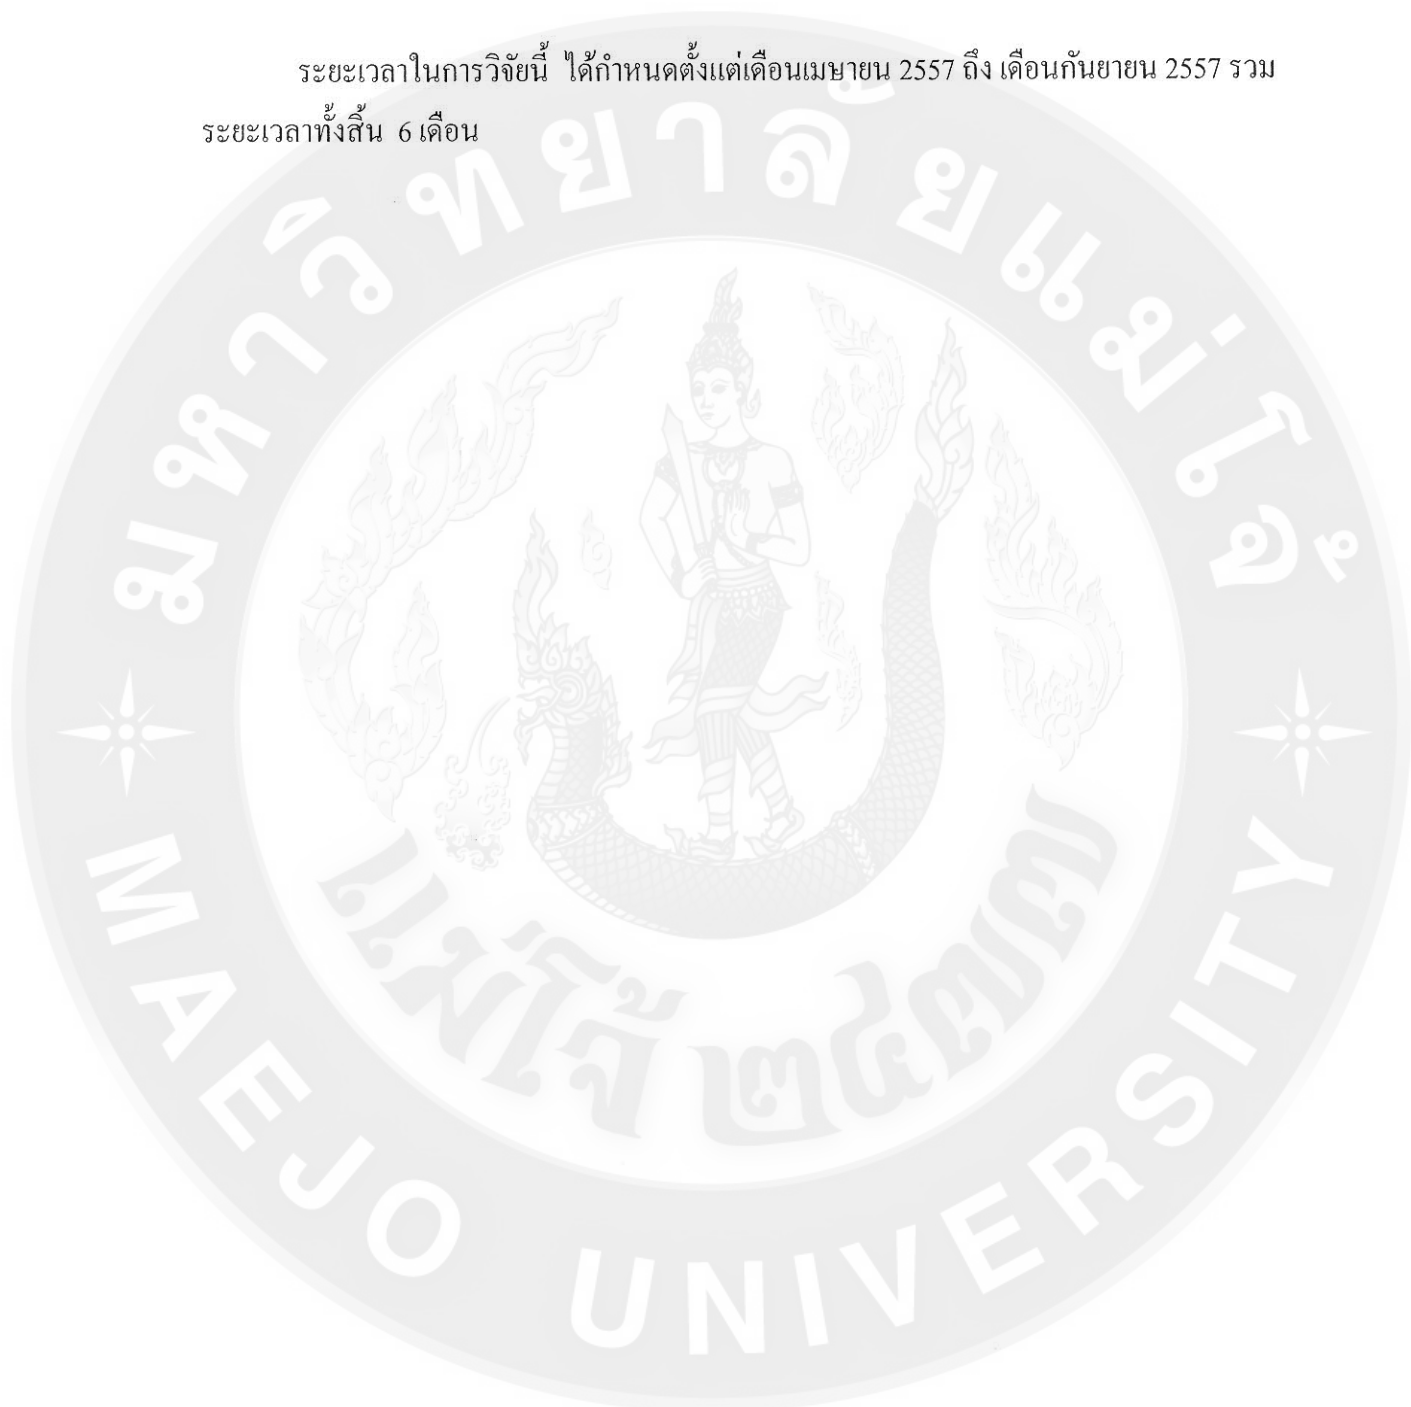 ระยะเวลาในการวิจัยนี้ ได้กำหนดตั้งแต่เดือนเมษายน 2557 ถึง เดือนกันยายน 2557 รวม
ระยะเวลาทั้งสิ้น 6 เดือน
มหาวิทยาลัยแม่โจ้
แม่โจ้ ๒๔๗๗
MAEJO UNIVERSITY